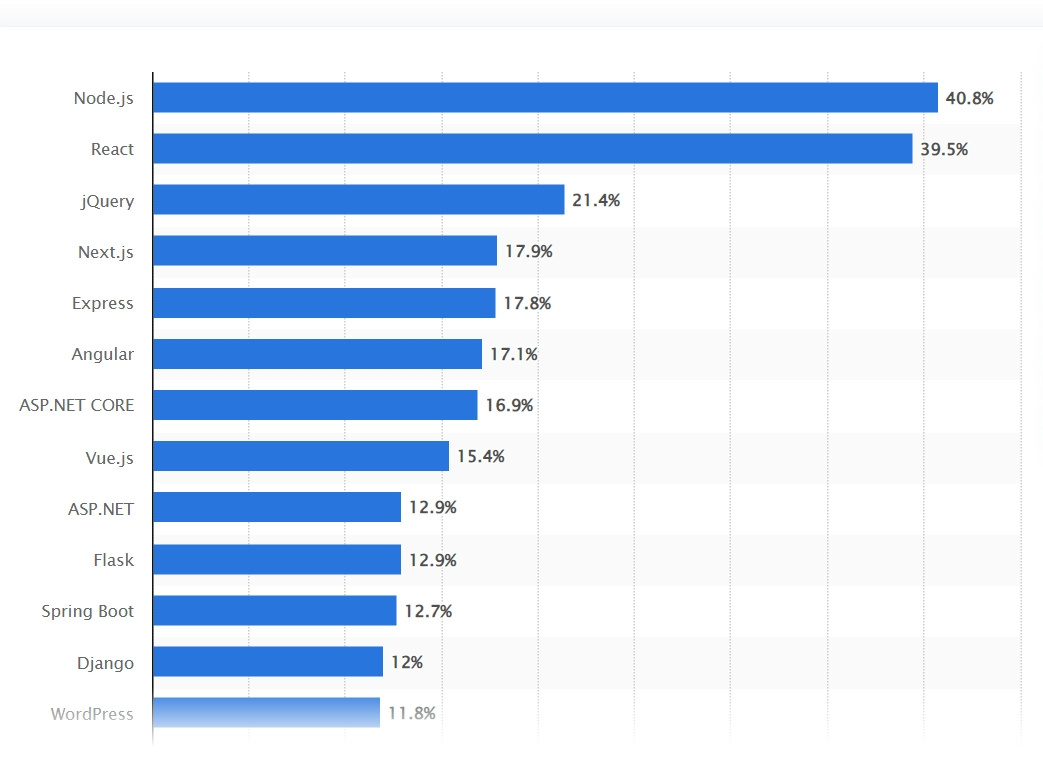 Node.js 40.8%
React 39.5%
jQuery 21.4%
Next.js 17.9%
Express 17.8%
Angular 17.1%
ASP.NET CORE 16.9%
Vue.js 15.4%
ASP.NET 12.9%
Flask 12.9%
Spring Boot 12.7%
Django 12%
WordPress 11.8%